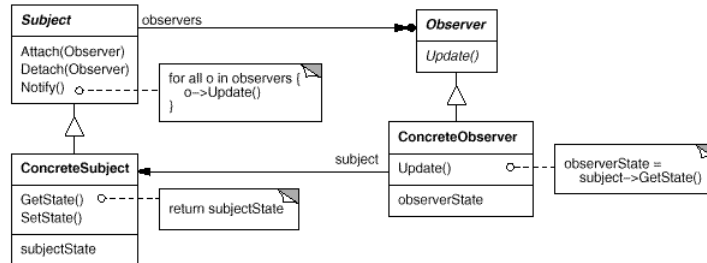 Subject
observers
Observer
Attach(Observer)
Detach(Observer)
Notify()
for all o in observers {
o->Update()
}
Update()
ConcreteSubject
subject
ConcreteObserver
GetState()
SetState()
return subjectState
Update()
observerState =
subject->GetState()
subjectState
observerState